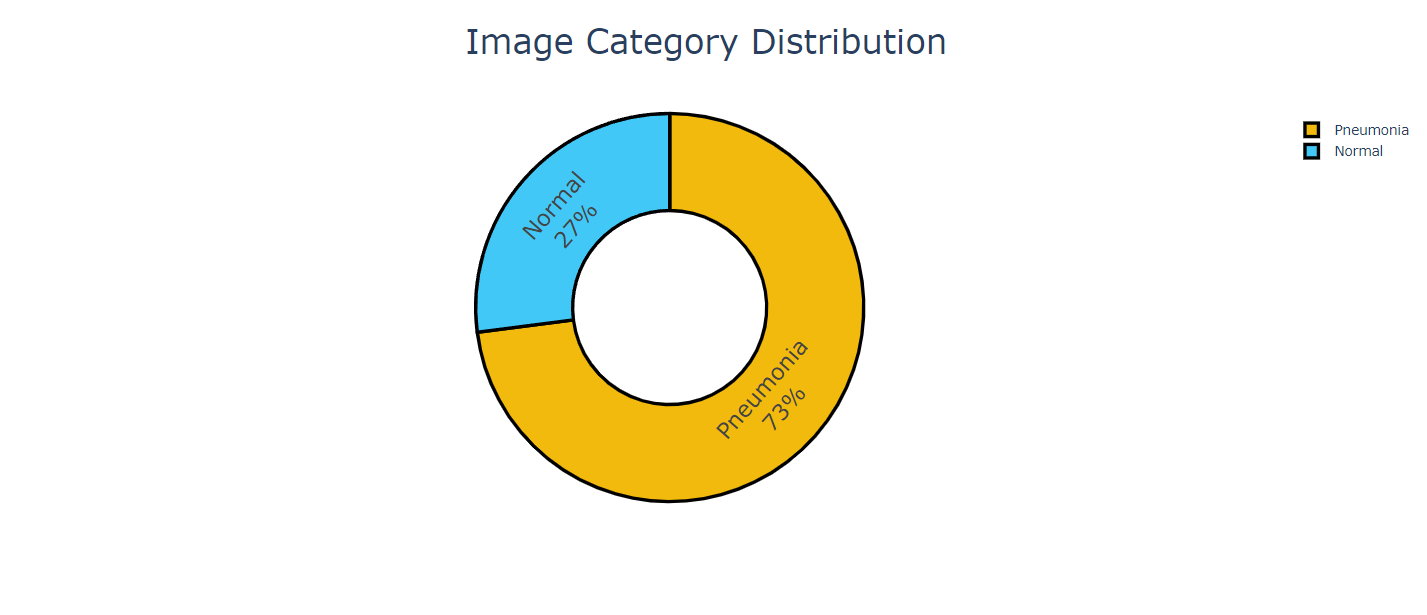 Image Category Distribution
Pneumonia
Normal
Normal
27%
Pneumonia
73%